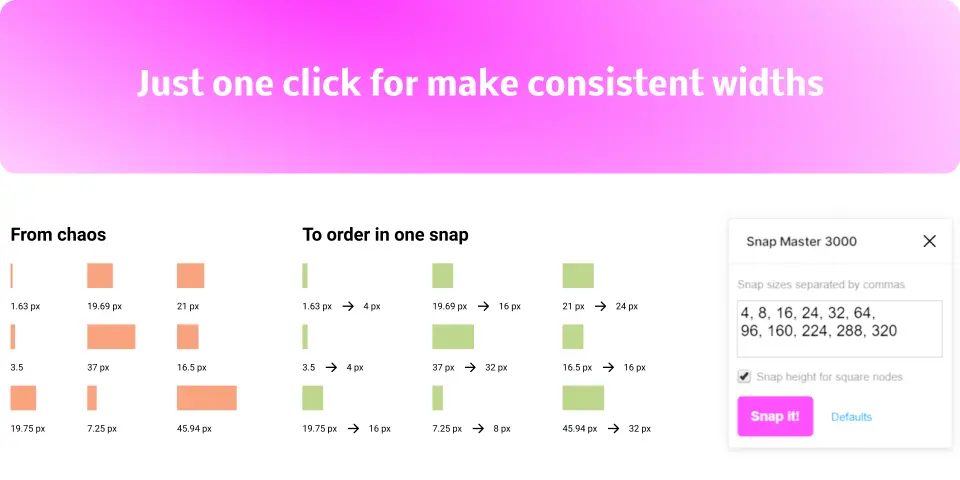 Just one click for make consistent widths
From chaos
1.63 px 19.69 px 21 px
3.5 37 px 16.5 px
19.75 px 7.25 px 45.94 px
To order in one snap
1.63 px → 4 px 19.69 px → 16 px 21 px → 24 px
3.5 → 4 px 37 px → 32 px 16.5 px → 16 px
19.75 px → 16 px 7.25 px → 8 px 45.94 px → 32 px
Snap Master 3000
Snap sizes separated by commas
4, 8, 16, 24, 32, 64,
96, 160, 224, 288, 320
Snap height for square nodes
Snap it! Defaults